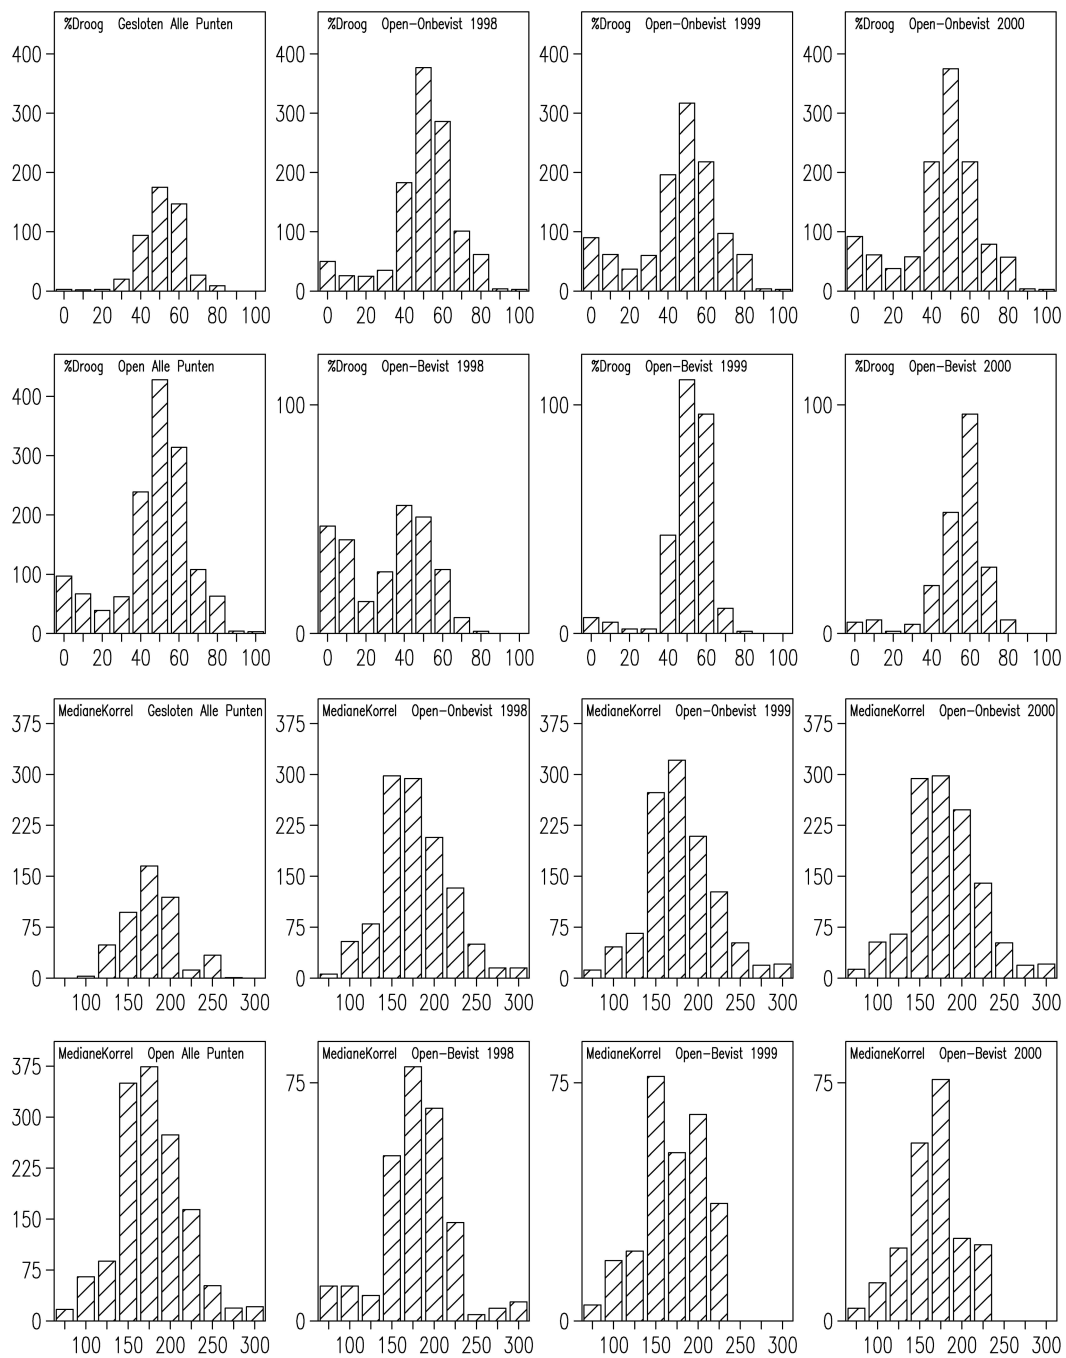 %Droog Gesloten Alle Punten
400
300
200
100
0
0 20 40 60 80 100
%Droog Open-Onbevist 1998
400
300
200
100
0
0 20 40 60 80 100
%Droog Open-Onbevist 1999
400
300
200
100
0
0 20 40 60 80 100
%Droog Open-Onbevist 2000
400
300
200
100
0
0 20 40 60 80 100
%Droog Open Alle Punten
400
300
200
100
0
0 20 40 60 80 100
%Droog Open-Bevist 1998
100
0
0 20 40 60 80 100
%Droog Open-Bevist 1999
100
0
0 20 40 60 80 100
%Droog Open-Bevist 2000
100
0
0 20 40 60 80 100
MedianeKorrel Gesloten Alle Punten
375
300
225
150
75
0
100 150 200 250 300
MedianeKorrel Open-Onbevist 1998
375
300
225
150
75
0
100 150 200 250 300
MedianeKorrel Open-Onbevist 1999
375
300
225
150
75
0
100 150 200 250 300
MedianeKorrel Open-Onbevist 2000
375
300
225
150
75
0
100 150 200 250 300
MedianeKorrel Open Alle Punten
375
300
225
150
75
0
100 150 200 250 300
MedianeKorrel Open-Bevist 1998
75
0
100 150 200 250 300
MedianeKorrel Open-Bevist 1999
75
0
100 150 200 250 300
MedianeKorrel Open-Bevist 2000
75
0
100 150 200 250 300